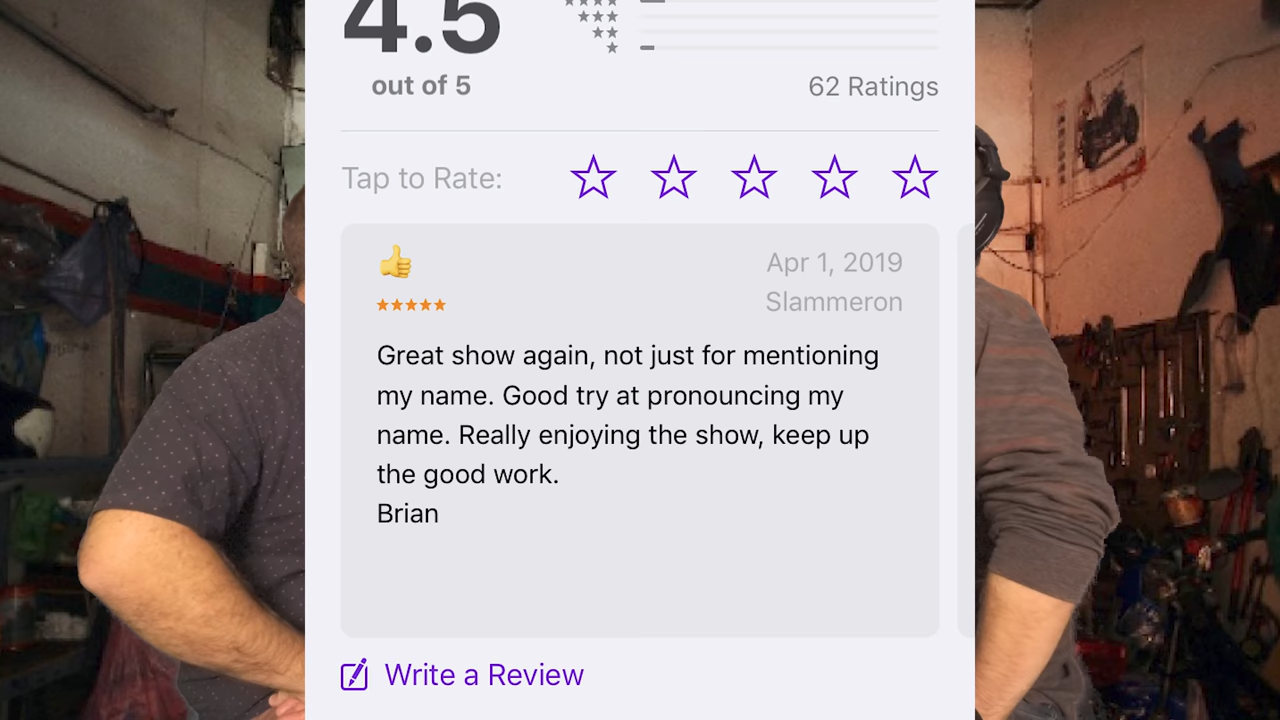 4.5
out of 5
62 Ratings
Tap to Rate:
👍
Apr 1, 2019
★★★★★
Slammeron
Great show again, not just for mentioning
my name. Good try at pronouncing my
name. Really enjoying the show, keep up
the good work.
Brian
Write a Review